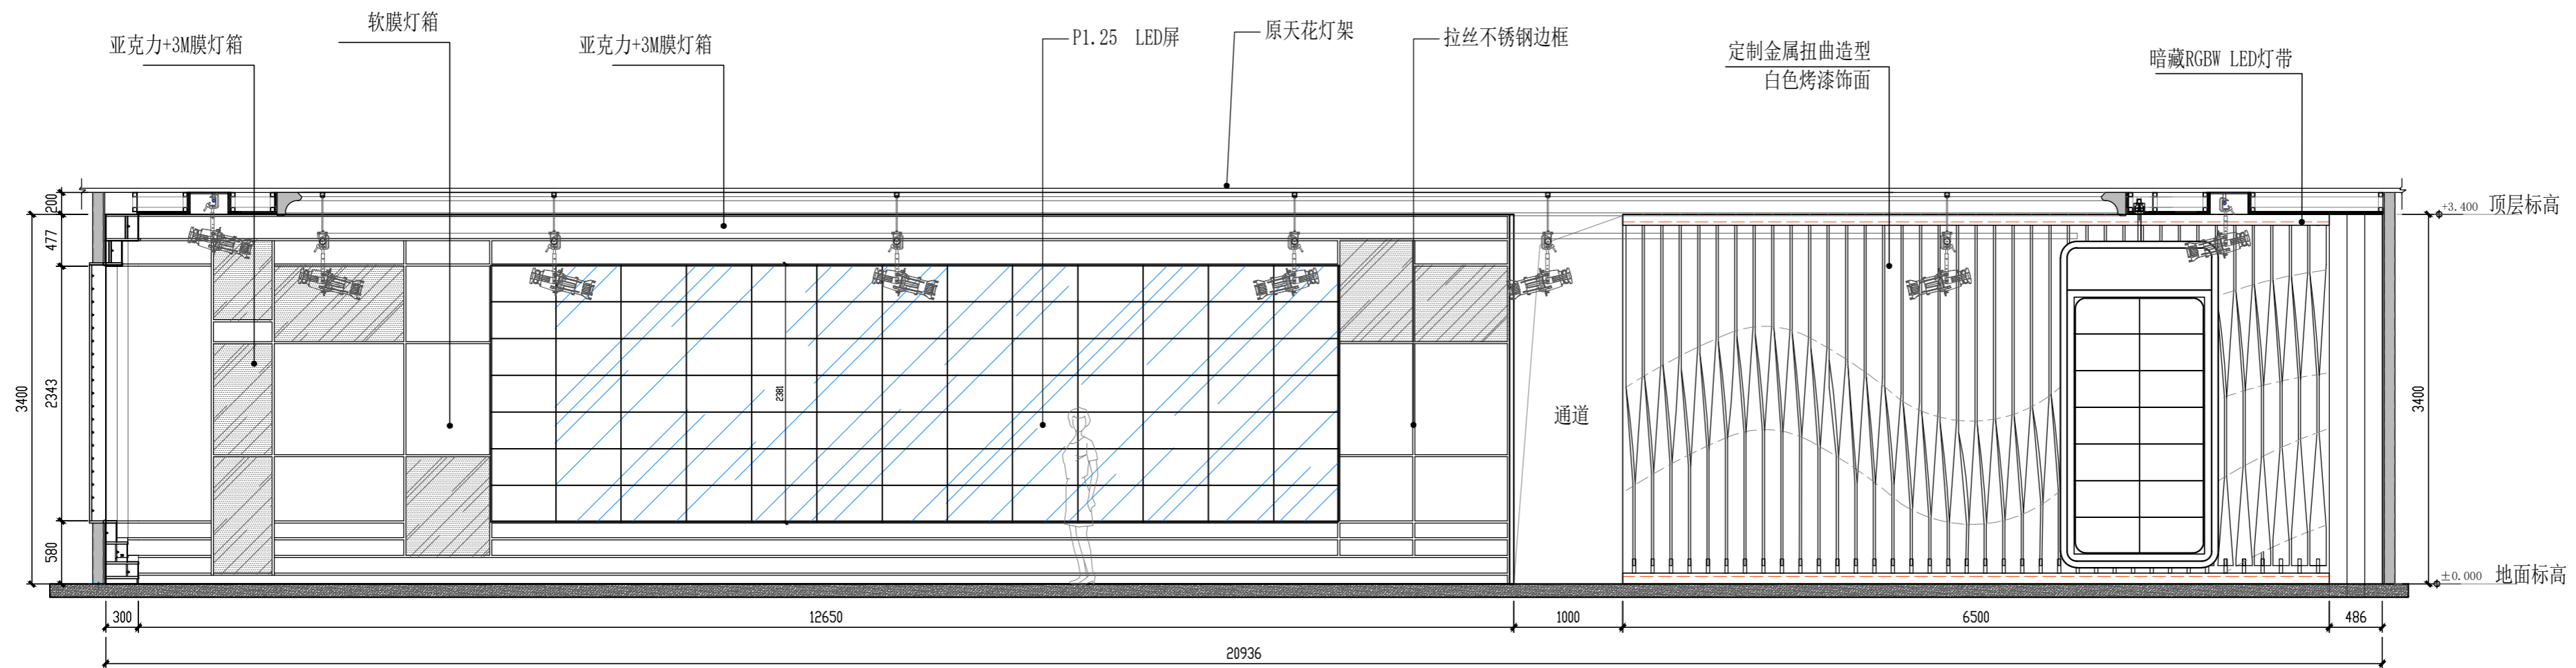 亚克力+3M膜灯箱
软膜灯箱
亚克力+3M膜灯箱
P1.25 LED屏
原天花灯架
拉丝不锈钢边框
定制金属扭曲造型
白色烤漆饰面
暗藏RGBW LED灯带
200
477
3400
2343
580
2381
通道
+3.400 顶层标高
3400
±0.000 地面标高
300
12650
1000
6500
486
20936